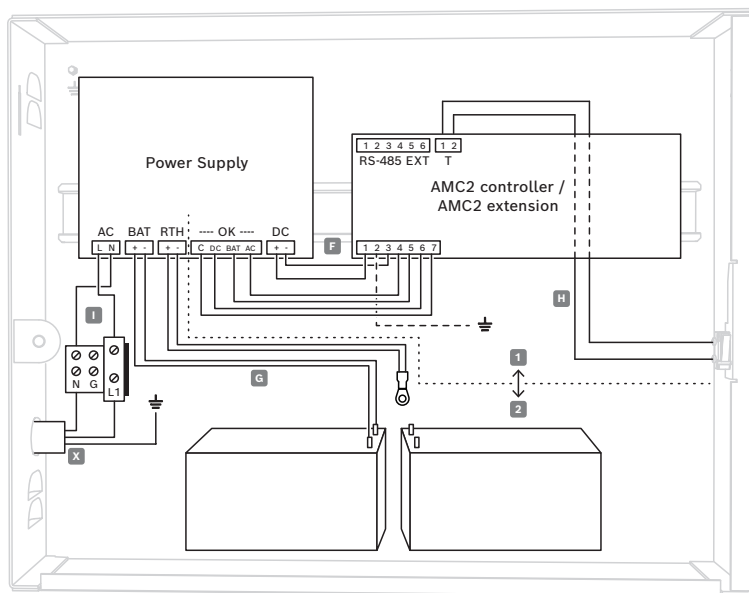 Power Supply
1 2 3 4 5 6 1 2
RS-485 EXT T
AMC2 controller /
AMC2 extension
AC BAT RTH ---- OK ---- DC
L N + - + - C DC BAT AC + -
F
1 2 3 4 5 6 7
H
I
N G
L1
G
1
2
X